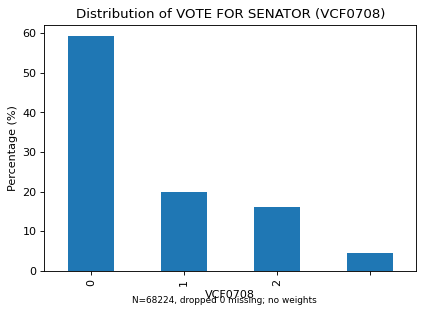 Distribution of VOTE FOR SENATOR (VCF0708)
Percentage (%)
60
50
40
30
20
10
0
0
1
2
VCF0708
N=68224, dropped 0 missing; no weights